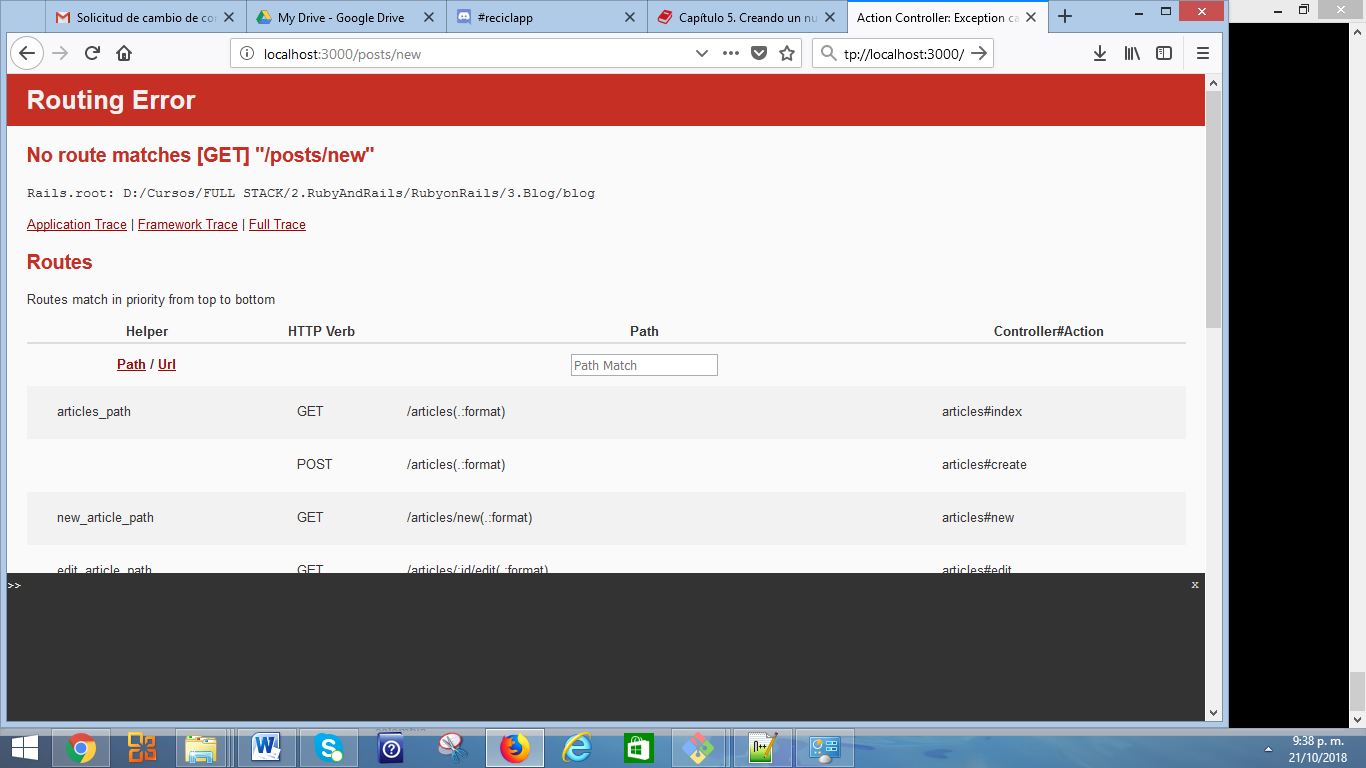 Solicitud de cambio de co
My Drive - Google Drive
#reciclapp
Capítulo 5. Creando un nu
Action Controller: Exception ca
localhost:3000/posts/new
tp://localhost:3000/
Routing Error
No route matches [GET] "/posts/new"
Rails.root: D:/Cursos/FULL STACK/2.RubyAndRails/RubyonRails/3.Blog/blog
Application Trace | Framework Trace | Full Trace
Routes
Routes match in priority from top to bottom
Helper HTTP Verb Path Controller#Action
Path / Url Path Match
articles_path GET /articles(.:format) articles#index
POST /articles(.:format) articles#create
new_article_path GET /articles/new(.:format) articles#new
edit_article_path GET /articles/:id/edit(.:format) articles#edit
>> x
9:38 p. m.
21/10/2018